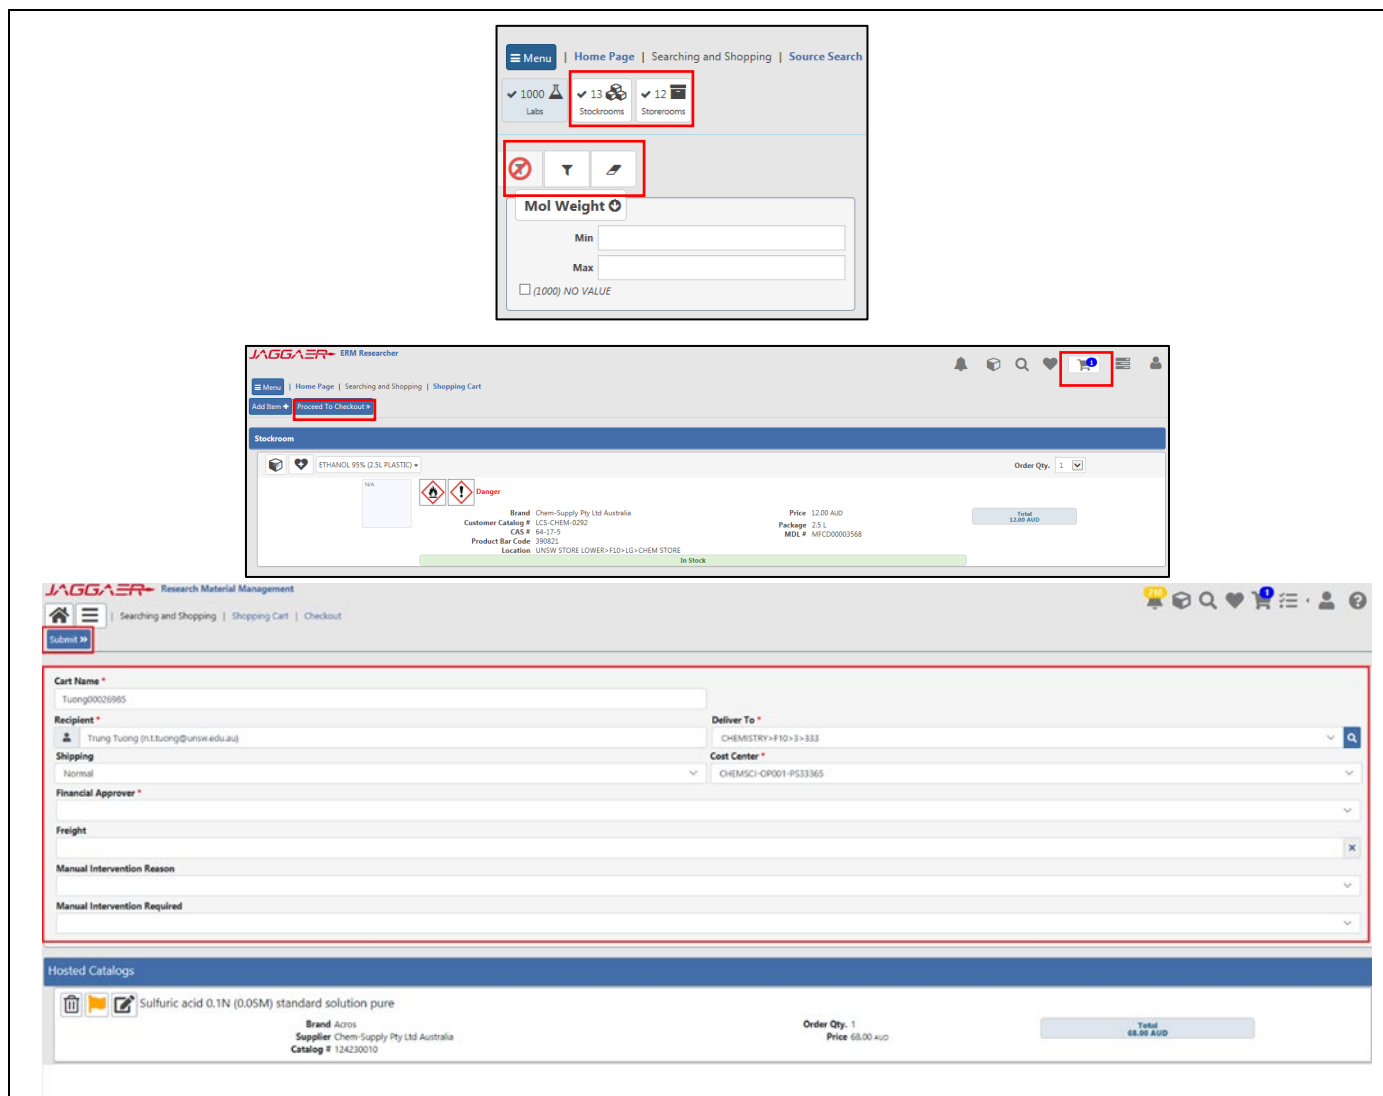 Menu | Home Page | Searching and Shopping | Source Search
1000 13 12
Labs Stockrooms Storerooms
Mol Weight
Min
Max
(1000) NO VALUE
JAGGAER ERM Researcher
1
Menu | Home Page | Searching and Shopping | Shopping Cart
Add Item Proceed To Checkout »
Stockroom
ETHANOL 95% (2.5L PLASTIC) Order Qty. 1
N/A
Danger
Brand Chem-Supply Pty Ltd Australia Price 12.00 AUD Total
Customer Catalog # LCS-CHEM-0292 Package 2.5 L 12.00 AUD
CAS # 64-17-5 MDL # MFCD00003568
Product Bar Code 390821
Location UNSW STORE LOWER>F10>LG>CHEM STORE
In Stock
JAGGAER Research Material Management
210 1
| Searching and Shopping | Shopping Cart | Checkout
Submit »
Cart Name *
Tuong00026985
Recipient * Deliver To *
Trung Tuong (n.t.tuong@unsw.edu.au) CHEMISTRY>F10>3>333
Shipping Cost Center *
Normal CHEMSCI-OP001-PS33365
Financial Approver *
Freight
Manual Intervention Reason
Manual Intervention Required
Hosted Catalogs
Sulfuric acid 0.1N (0.05M) standard solution pure
Brand Acros Order Qty. 1 Total
Supplier Chem-Supply Pty Ltd Australia Price 68.00 AUD 68.00 AUD
Catalog # 124230010